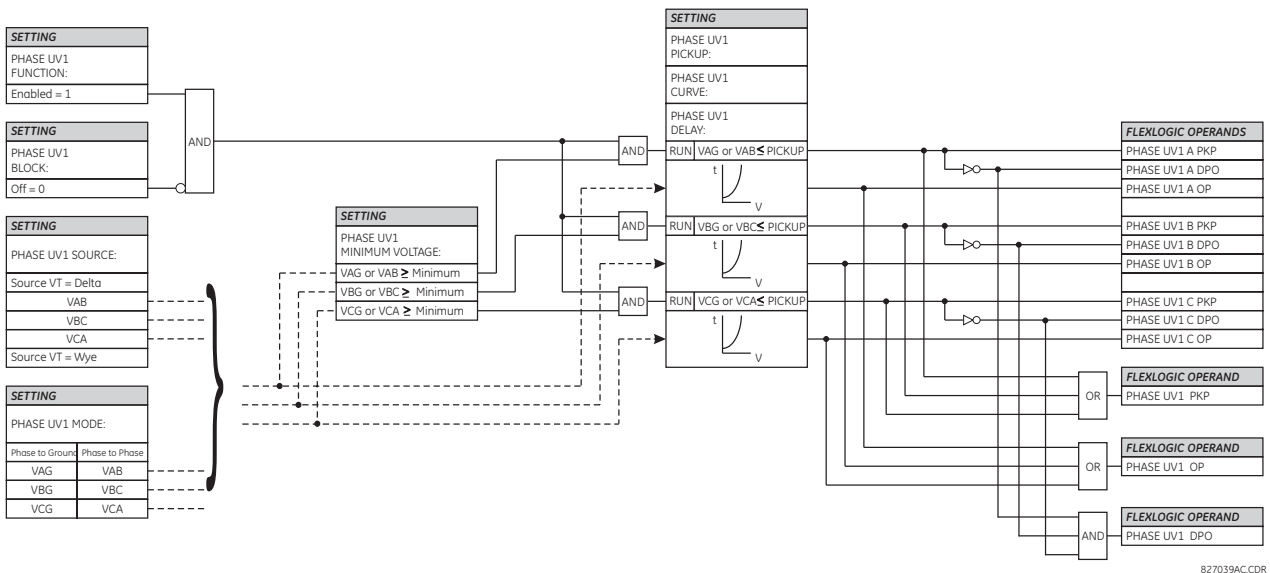 SETTING
PHASE UV1
FUNCTION:
Enabled = 1
SETTING
PHASE UV1
BLOCK:
Off = 0
AND
SETTING
PHASE UV1 SOURCE:
Source VT = Delta
VAB
VBC
VCA
Source VT = Wye
SETTING
PHASE UV1 MODE:
Phase to Ground Phase to Phase
VAG VAB
VBG VBC
VCG VCA
SETTING
PHASE UV1
MINIMUM VOLTAGE:
VAG or VAB ≥ Minimum
VBG or VBC ≥ Minimum
VCG or VCA ≥ Minimum
AND
AND
AND
SETTING
PHASE UV1
PICKUP:
PHASE UV1
CURVE:
PHASE UV1
DELAY:
RUN VAG or VAB ≤ PICKUP
t
V
RUN VBG or VBC ≤ PICKUP
t
V
RUN VCG or VCA ≤ PICKUP
t
V
FLEXLOGIC OPERANDS
PHASE UV1 A PKP
PHASE UV1 A DPO
PHASE UV1 A OP
PHASE UV1 B PKP
PHASE UV1 B DPO
PHASE UV1 B OP
PHASE UV1 C PKP
PHASE UV1 C DPO
PHASE UV1 C OP
OR
FLEXLOGIC OPERAND
PHASE UV1 PKP
OR
FLEXLOGIC OPERAND
PHASE UV1 OP
AND
FLEXLOGIC OPERAND
PHASE UV1 DPO
827039AC.CDR